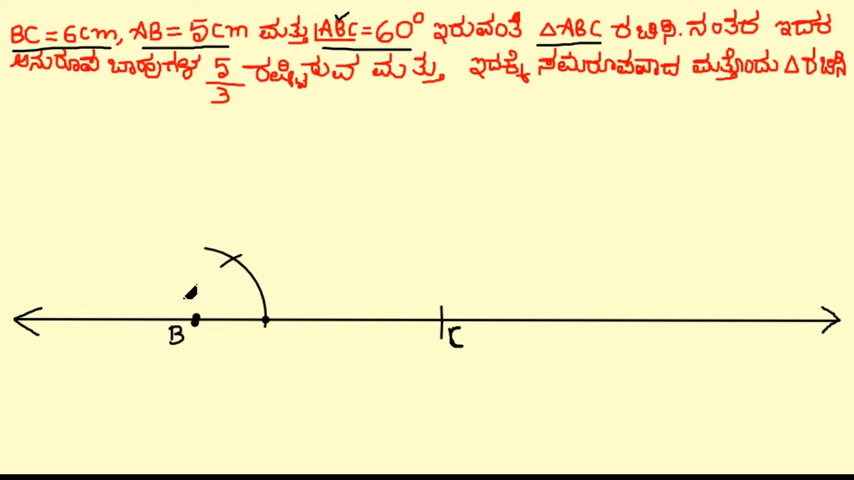 BC = 6cm, AB = 5cm ಮತ್ತು ∠ABC = 60° ಇರುವಂತೆ △ABC ರಚಿಸಿ. ನಂತರ ಇದರ
ಅನುರೂಪ ಬಾಹುಗಳ 5/3 ರಷ್ಟಿರುವ ಮತ್ತು ಇದಕ್ಕೆ ಸಮರೂಪವಾದ ಮತ್ತೊಂದು △ ರಚಿಸಿ
B C